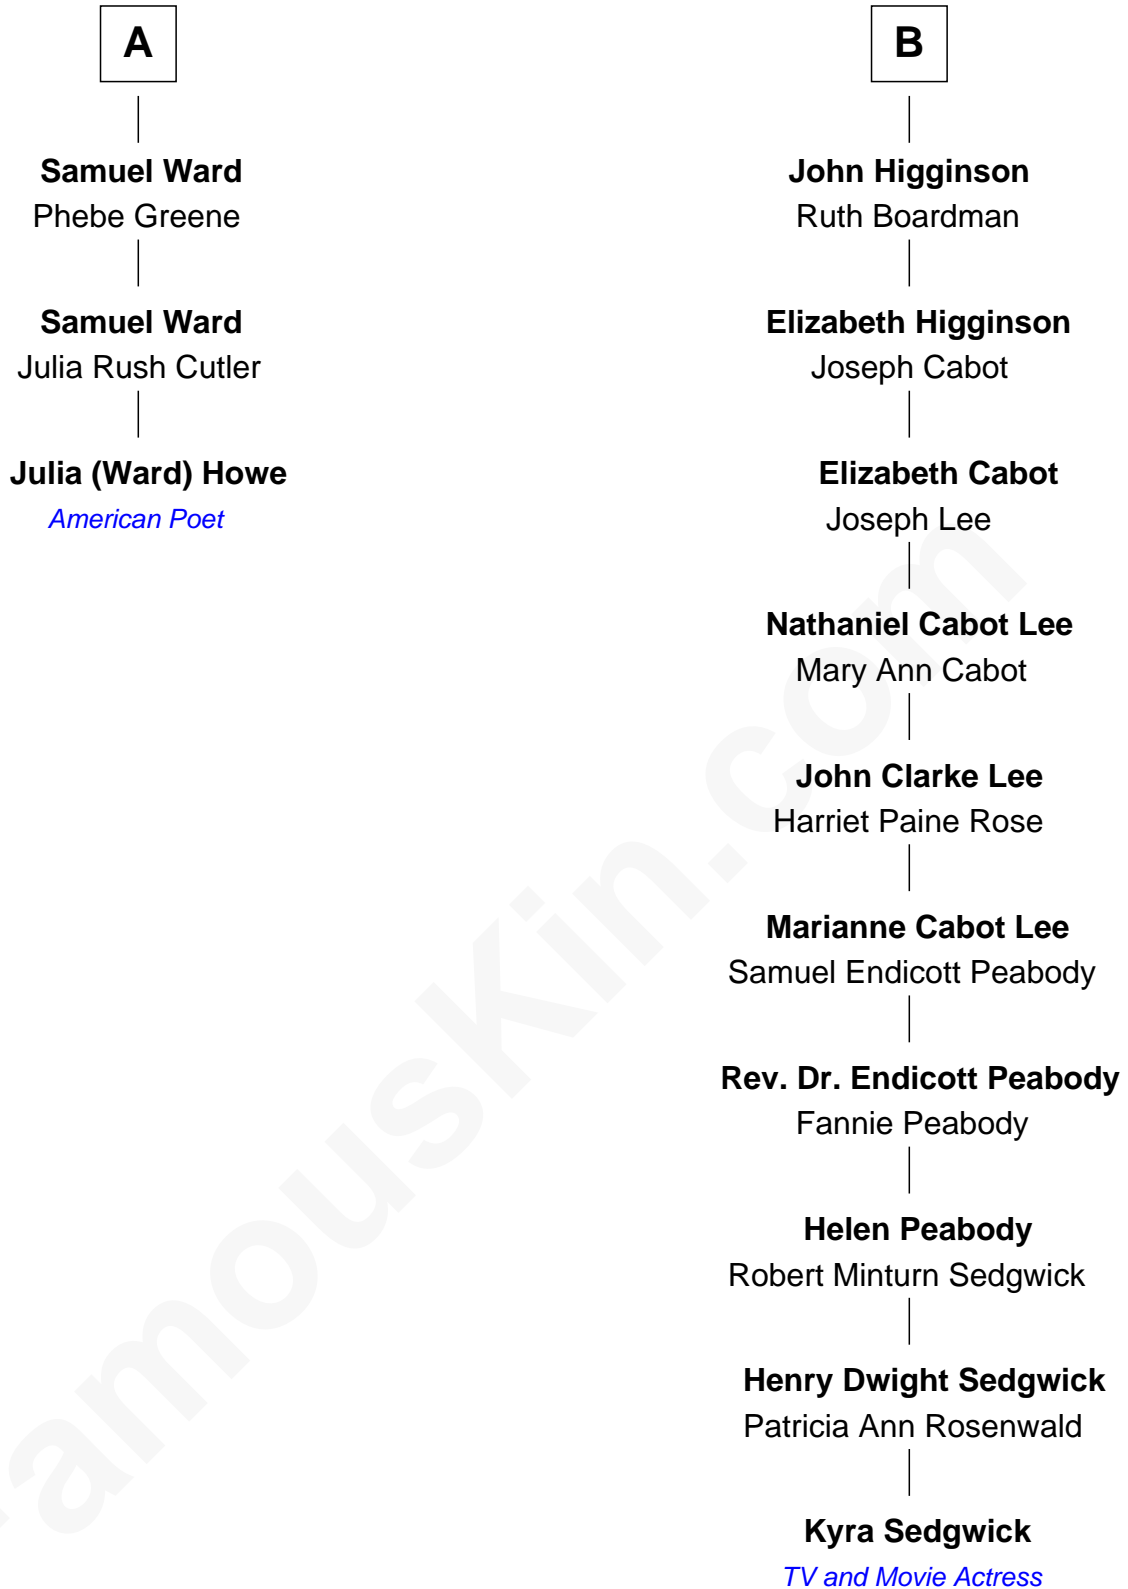 A
Samuel Ward
Phebe Greene
Samuel Ward
Julia Rush Cutler
Julia (Ward) Howe
American Poet
B
John Higginson
Ruth Boardman
Elizabeth Higginson
Joseph Cabot
Elizabeth Cabot
Joseph Lee
Nathaniel Cabot Lee
Mary Ann Cabot
John Clarke Lee
Harriet Paine Rose
Marianne Cabot Lee
Samuel Endicott Peabody
Rev. Dr. Endicott Peabody
Fannie Peabody
Helen Peabody
Robert Minturn Sedgwick
Henry Dwight Sedgwick
Patricia Ann Rosenwald
Kyra Sedgwick
TV and Movie Actress
FamousKin.com